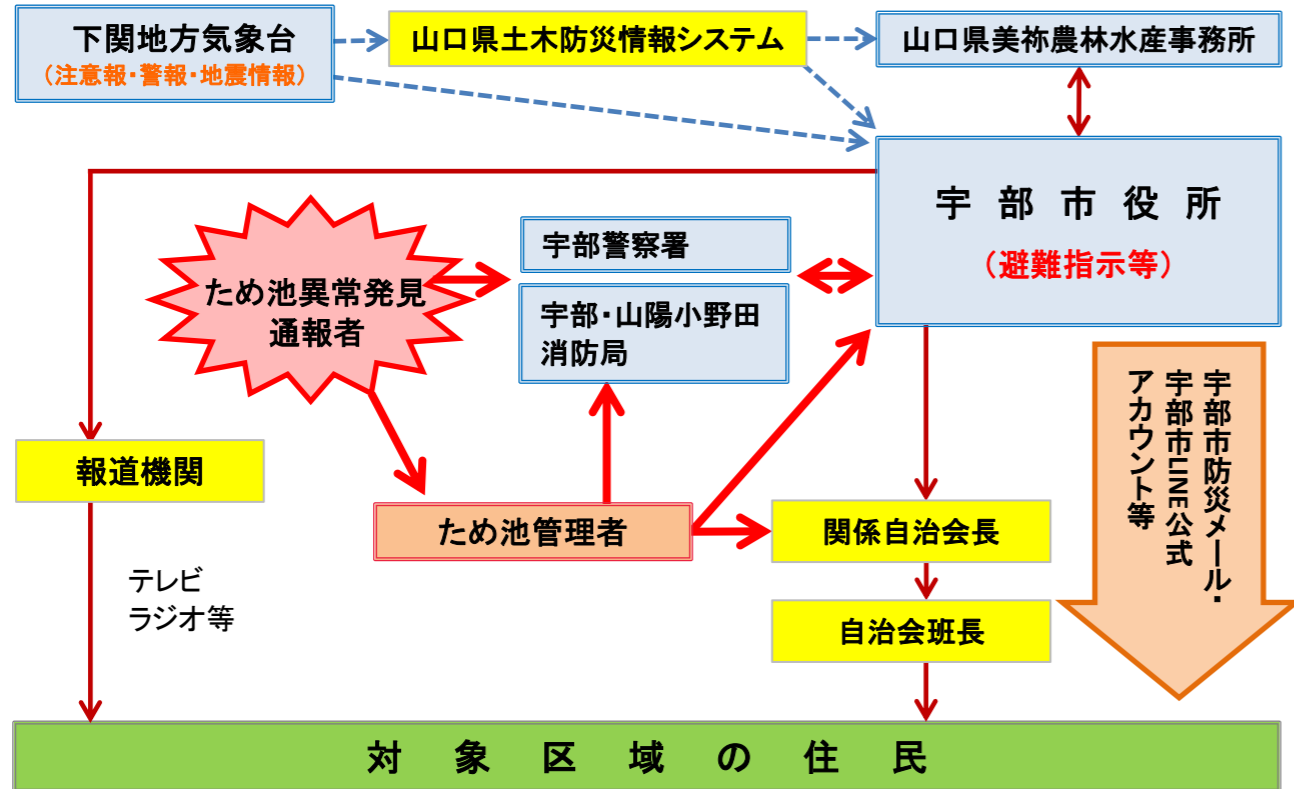 下関地方気象台
(注意報・警報・地震情報)
山口県土木防災情報システム
山口県美祢農林水産事務所
宇部市役所
(避難指示等)
ため池異常発見
通報者
宇部警察署
宇部・山陽小野田
消防局
宇部市防災メール・
宇部市LINE公式
アカウント等
報道機関
ため池管理者
関係自治会長
テレビ
ラジオ等
自治会班長
対象区域の住民